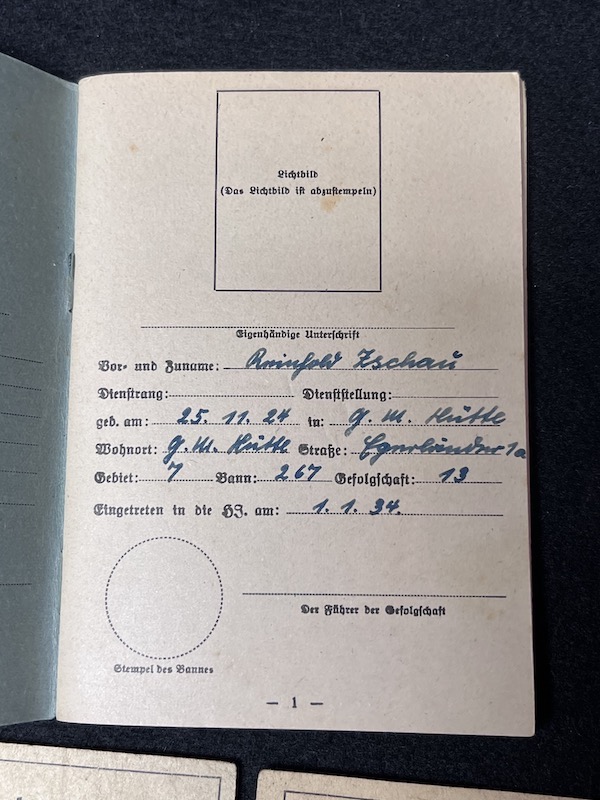 Lichtbild
(Das Lichtbild ist abzustempeln)
Eigenhändige Unterschrift
Vor- und Zuname: Reinhold Zschau
Dienstrang: Dienststellung:
geb. am: 25. 11. 24 in: G. M. Hütte
Wohnort: G. M. Hütte Straße: Egerländer 1a
Gebiet: 7 Bann: 267 Gefolgschaft: 13
Eingetreten in die HJ. am: 1. 1. 34.
Der Führer der Gefolgschaft
Stempel des Bannes
— 1 —